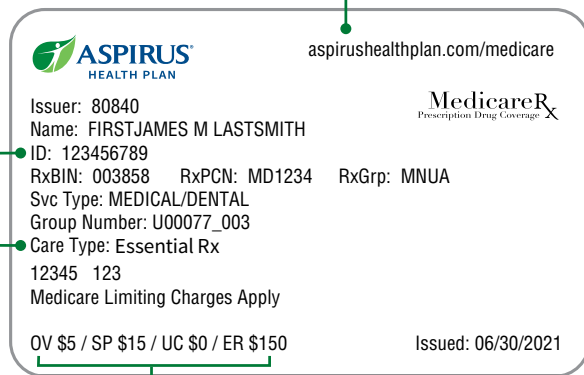 ASPIRUS®
HEALTH PLAN
aspirushealthplan.com/medicare
MedicareRx
Prescription Drug Coverage
Issuer: 80840
Name: FIRSTJAMES M LASTSMITH
ID: 123456789
RxBIN: 003858 RxPCN: MD1234 RxGrp: MNUA
Svc Type: MEDICAL/DENTAL
Group Number: U00077_003
Care Type: Essential Rx
12345 123
Medicare Limiting Charges Apply
OV $5 / SP $15 / UC $0 / ER $150 Issued: 06/30/2021